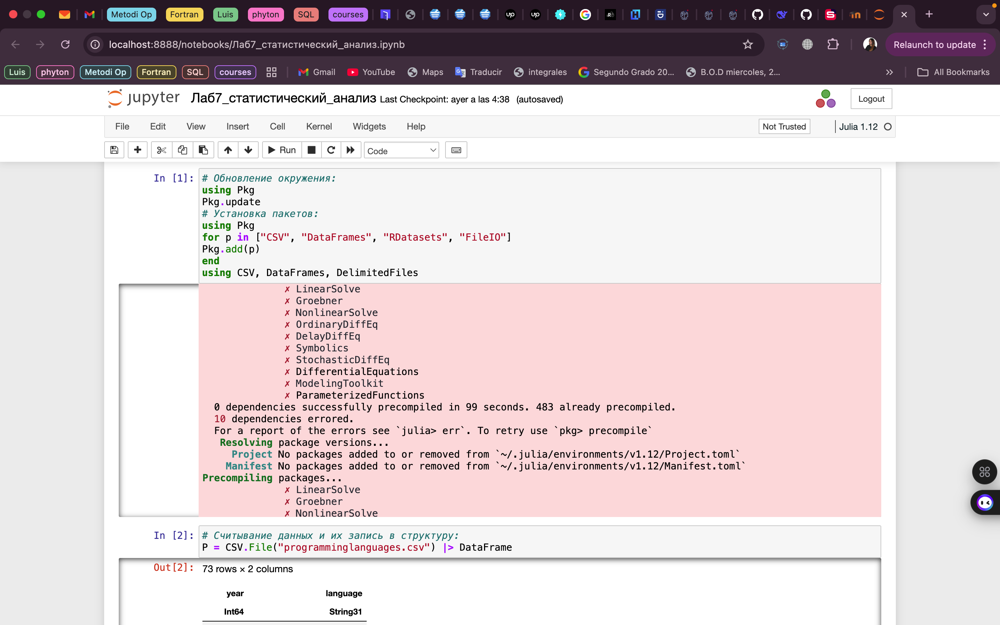 Metodi Op Fortran Luis phyton SQL courses
localhost:8888/notebooks/Лаб7_статистический_анализ.ipynb Relaunch to update
Luis phyton Metodi Op Fortran SQL courses Gmail YouTube Maps Traducir integrales Segundo Grado 20... B.O.D miercoles, 2... » All Bookmarks
jupyter Лаб7_статистический_анализ Last Checkpoint: ayer a las 4:38 (autosaved) Logout
File Edit View Insert Cell Kernel Widgets Help Not Trusted Julia 1.12
Run Code
In [1]: # Обновление окружения:
using Pkg
Pkg.update
# Установка пакетов:
using Pkg
for p in ["CSV", "DataFrames", "RDatasets", "FileIO"]
Pkg.add(p)
end
using CSV, DataFrames, DelimitedFiles
✗ LinearSolve
✗ Groebner
✗ NonlinearSolve
✗ OrdinaryDiffEq
✗ DelayDiffEq
✗ Symbolics
✗ StochasticDiffEq
✗ DifferentialEquations
✗ ModelingToolkit
✗ ParameterizedFunctions
0 dependencies successfully precompiled in 99 seconds. 483 already precompiled.
10 dependencies errored.
For a report of the errors see `julia> err`. To retry use `pkg> precompile`
Resolving package versions...
Project No packages added to or removed from `~/.julia/environments/v1.12/Project.toml`
Manifest No packages added to or removed from `~/.julia/environments/v1.12/Manifest.toml`
Precompiling packages...
✗ LinearSolve
✗ Groebner
✗ NonlinearSolve
In [2]: # Считывание данных и их запись в структуру:
P = CSV.File("programminglanguages.csv") |> DataFrame
Out[2]: 73 rows × 2 columns
year language
Int64 String31